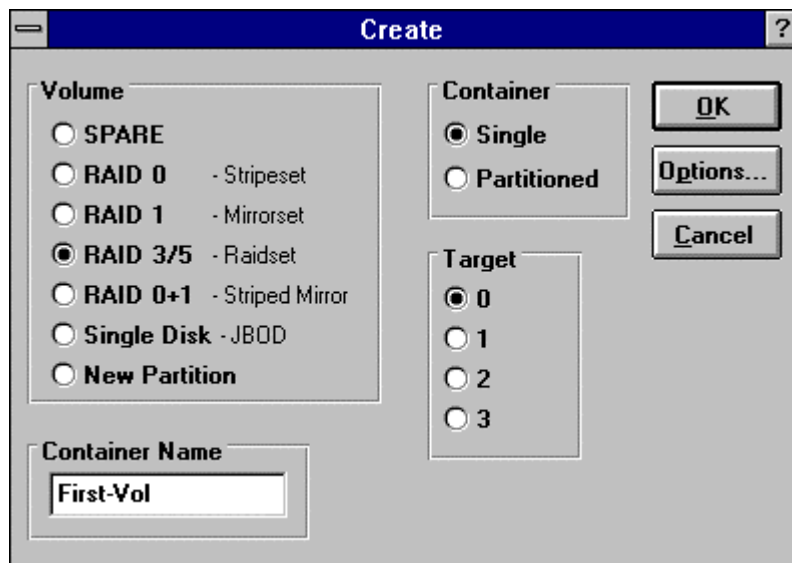 Create
?
Volume
SPARE
RAID 0 - Stripeset
RAID 1 - Mirrorset
RAID 3/5 - Raidset
RAID 0+1 - Striped Mirror
Single Disk - JBOD
New Partition
Container
Single
Partitioned
OK
Options...
Cancel
Target
0
1
2
3
Container Name
First-Vol